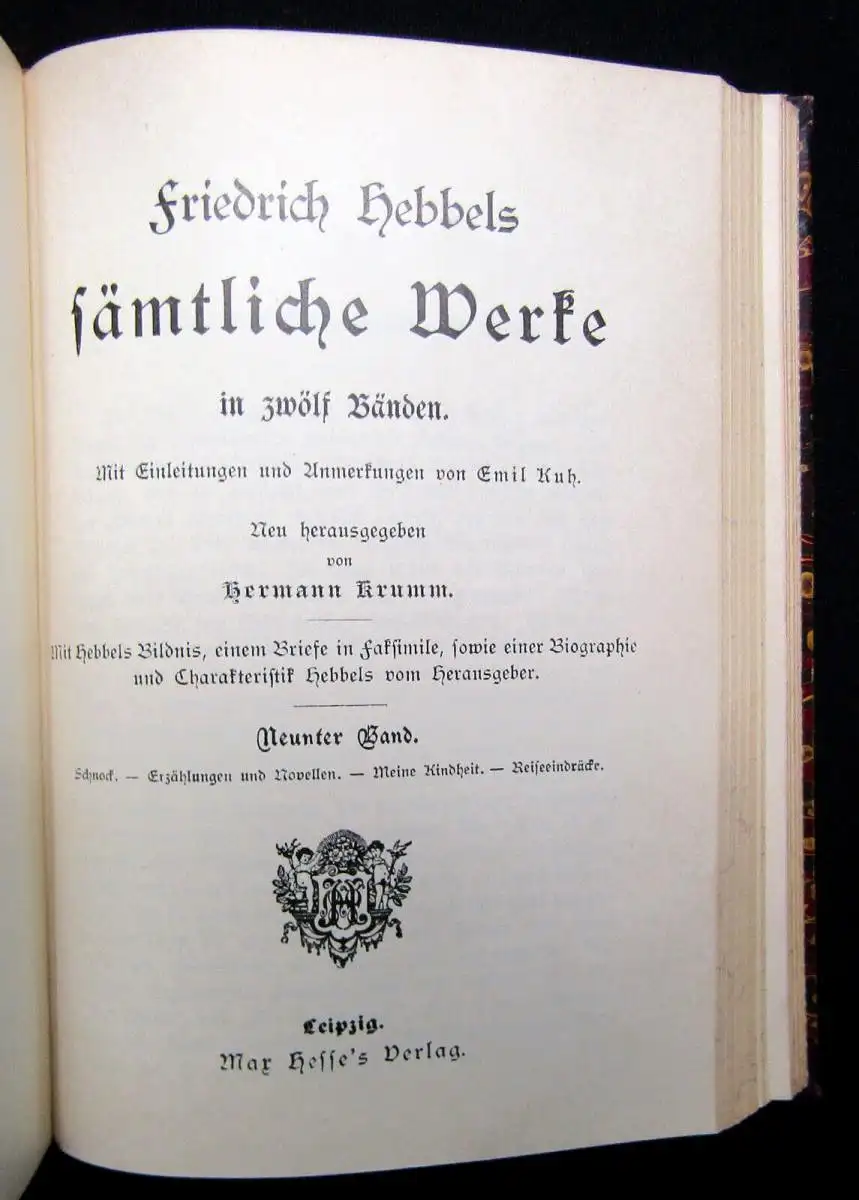 Friedrich Hebbels
sämtliche Werke
in zwölf Bänden.
Mit Einleitungen und Anmerkungen von Emil Kuh.
Neu herausgegeben
von
Hermann Krumm.
Mit Hebbels Bildnis, einem Briefe in Faksimile, sowie einer Biographie
und Charakteristik Hebbels vom Herausgeber.
Neunter Band.
Schnock. — Erzählungen und Novellen. — Meine Kindheit. — Reiseeindrücke.
Leipzig.
Max Hesse's Verlag.